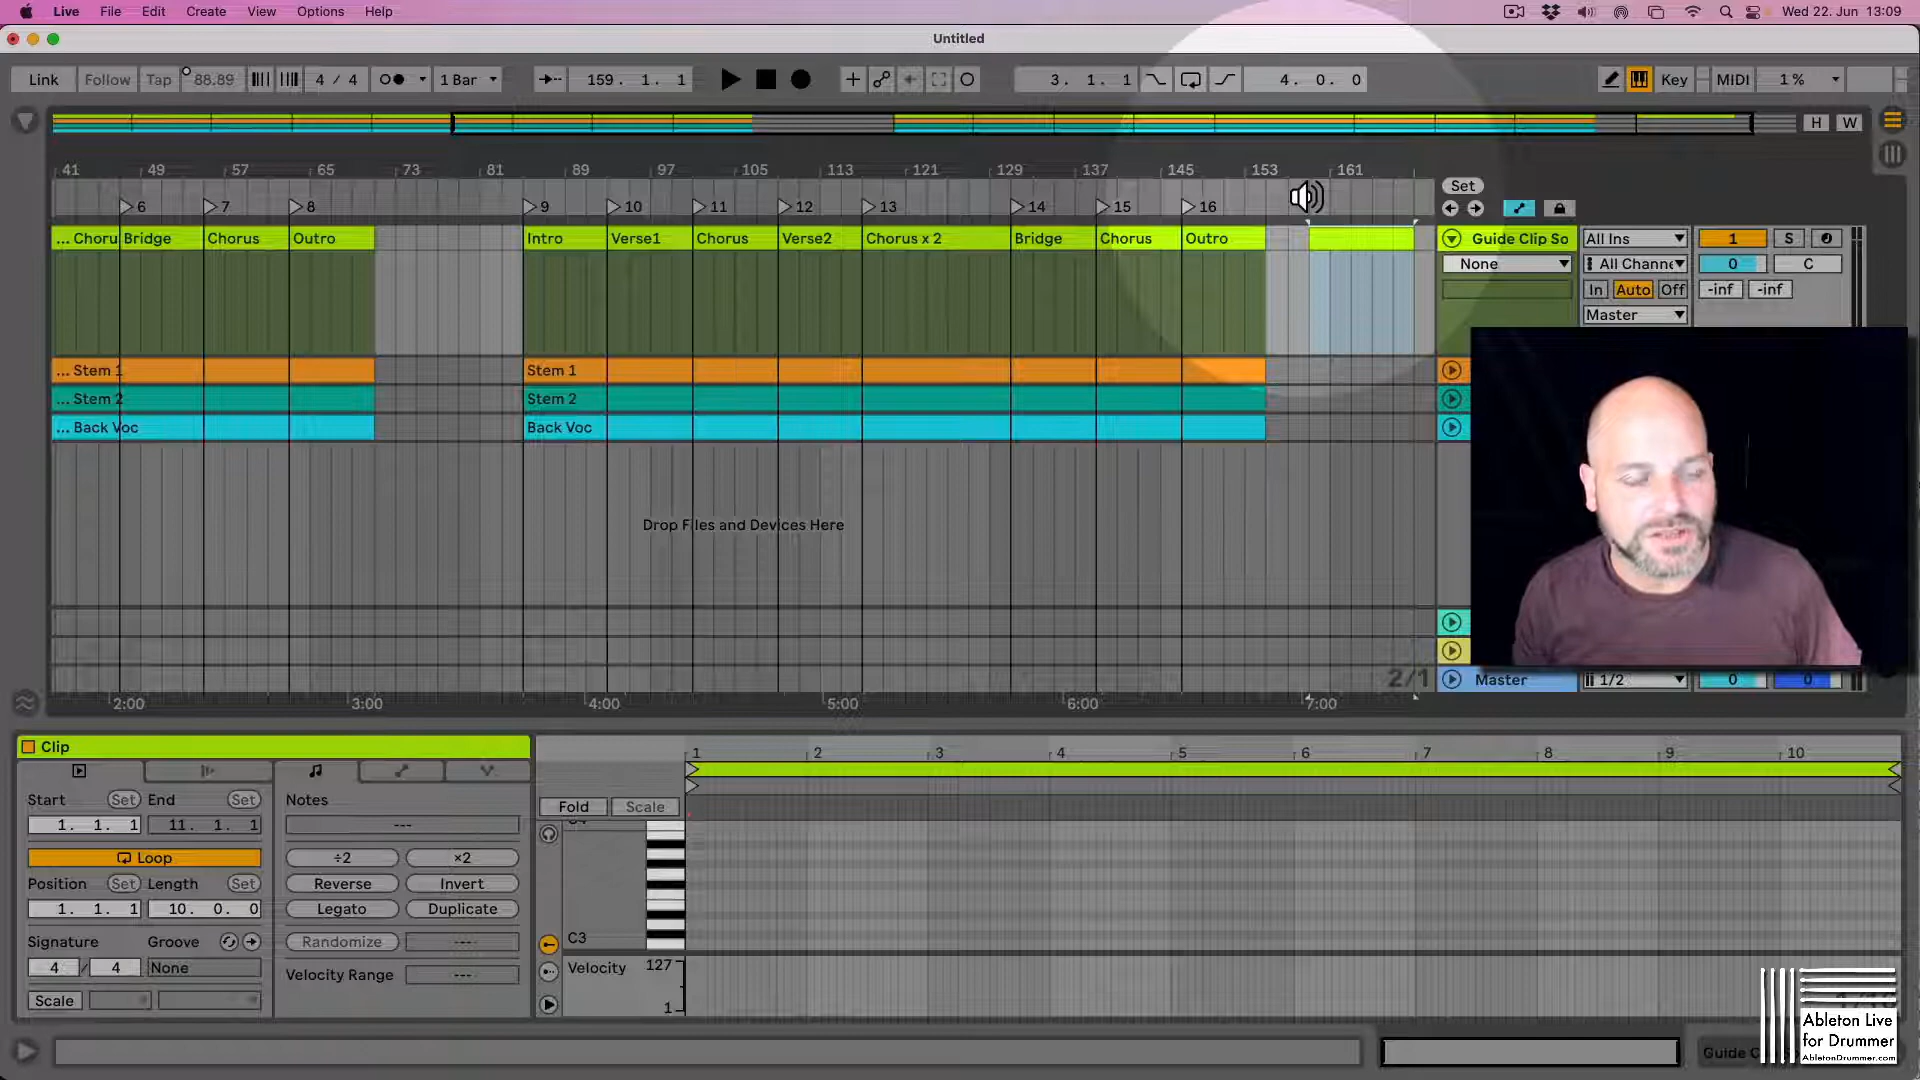 Live File Edit Create View Options Help Wed 22. Jun 13:09
Untitled
Link Follow Tap 88.89 4 / 4 1 Bar 159. 1. 1 3. 1. 1 4. 0. 0 Key MIDI 1 %
H W
41 49 57 65 73 81 89 97 105 113 121 129 137 145 153 161
Set
6 7 8 9 10 11 12 13 14 15 16
... Choru Bridge Chorus Outro Intro Verse1 Chorus Verse2 Chorus x 2 Bridge Chorus Outro Guide Clip So All Ins 1 S
None All Channe 0 C
In Auto Off -inf -inf
Master
... Stem 1 Stem 1
... Stem 2 Stem 2
... Back Voc Back Voc
Drop Files and Devices Here
2/1 Master 1/2 0 0
2:00 3:00 4:00 5:00 6:00 7:00
Clip
1 2 3 4 5 6 7 8 9 10
Start Set End Set Notes
Fold Scale
1. 1. 1 11. 1. 1 ---
Loop ÷2 ×2
Position Set Length Set Reverse Invert
1. 1. 1 10. 0. 0 Legato Duplicate
C3
Signature Groove Randomize ---
4 / 4 None Velocity Range ---
Velocity 127
1
Scale
Ableton Live
for Drummer
AbletonDrummer.com
Guide C